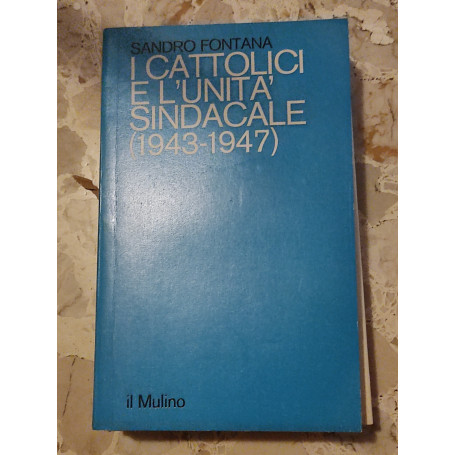 SANDRO FONTANA
I CATTOLICI
E L'UNITA'
SINDACALE
(1943-1947)
il Mulino